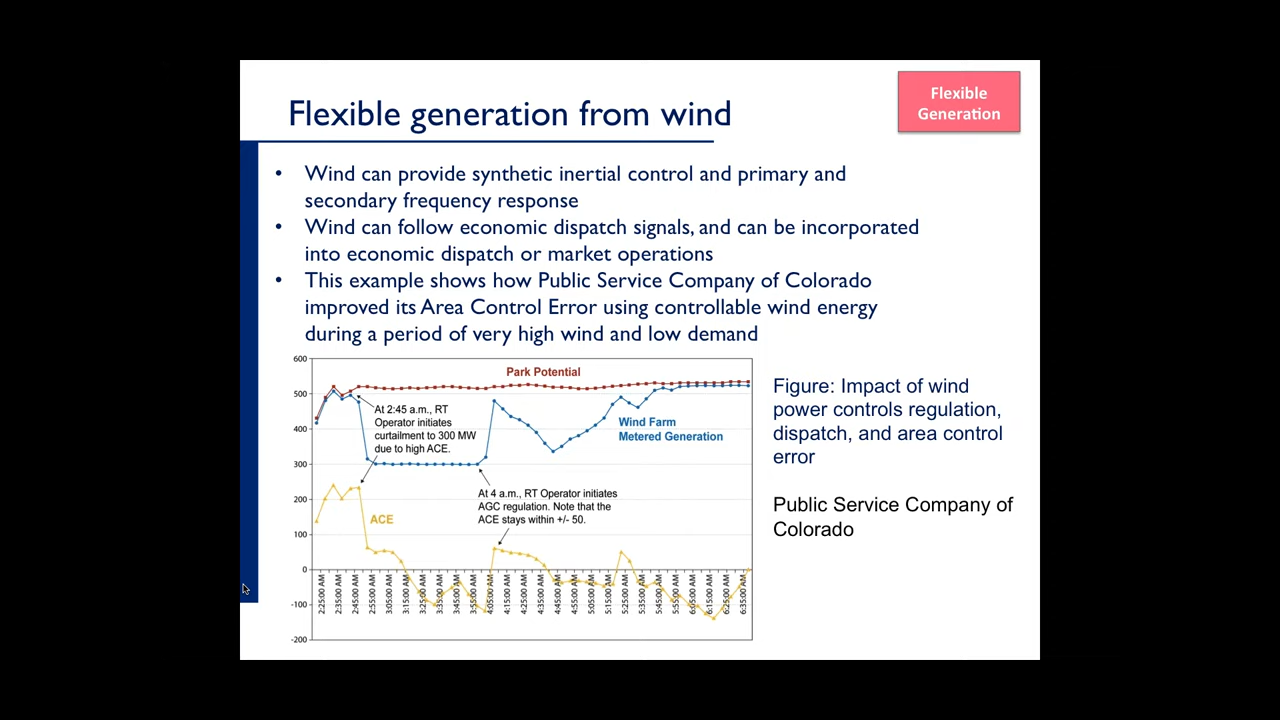 Flexible generation from wind
Flexible
Generation
• Wind can provide synthetic inertial control and primary and
secondary frequency response
• Wind can follow economic dispatch signals, and can be incorporated
into economic dispatch or market operations
• This example shows how Public Service Company of Colorado
improved its Area Control Error using controllable wind energy
during a period of very high wind and low demand
600
500
400
300
200
100
0
-100
-200
Park Potential
At 2:45 a.m., RT
Operator initiates
curtailment to 300 MW
due to high ACE.
Wind Farm
Metered Generation
At 4 a.m., RT Operator initiates
AGC regulation. Note that the
ACE stays within +/- 50.
ACE
2:25:00 AM
2:35:00 AM
2:45:00 AM
2:55:00 AM
3:05:00 AM
3:15:00 AM
3:25:00 AM
3:35:00 AM
3:45:00 AM
3:55:00 AM
4:05:00 AM
4:15:00 AM
4:25:00 AM
4:35:00 AM
4:45:00 AM
4:55:00 AM
5:05:00 AM
5:15:00 AM
5:25:00 AM
5:35:00 AM
5:45:00 AM
5:55:00 AM
6:05:00 AM
6:15:00 AM
6:25:00 AM
6:35:00 AM
Figure: Impact of wind
power controls regulation,
dispatch, and area control
error
Public Service Company of
Colorado